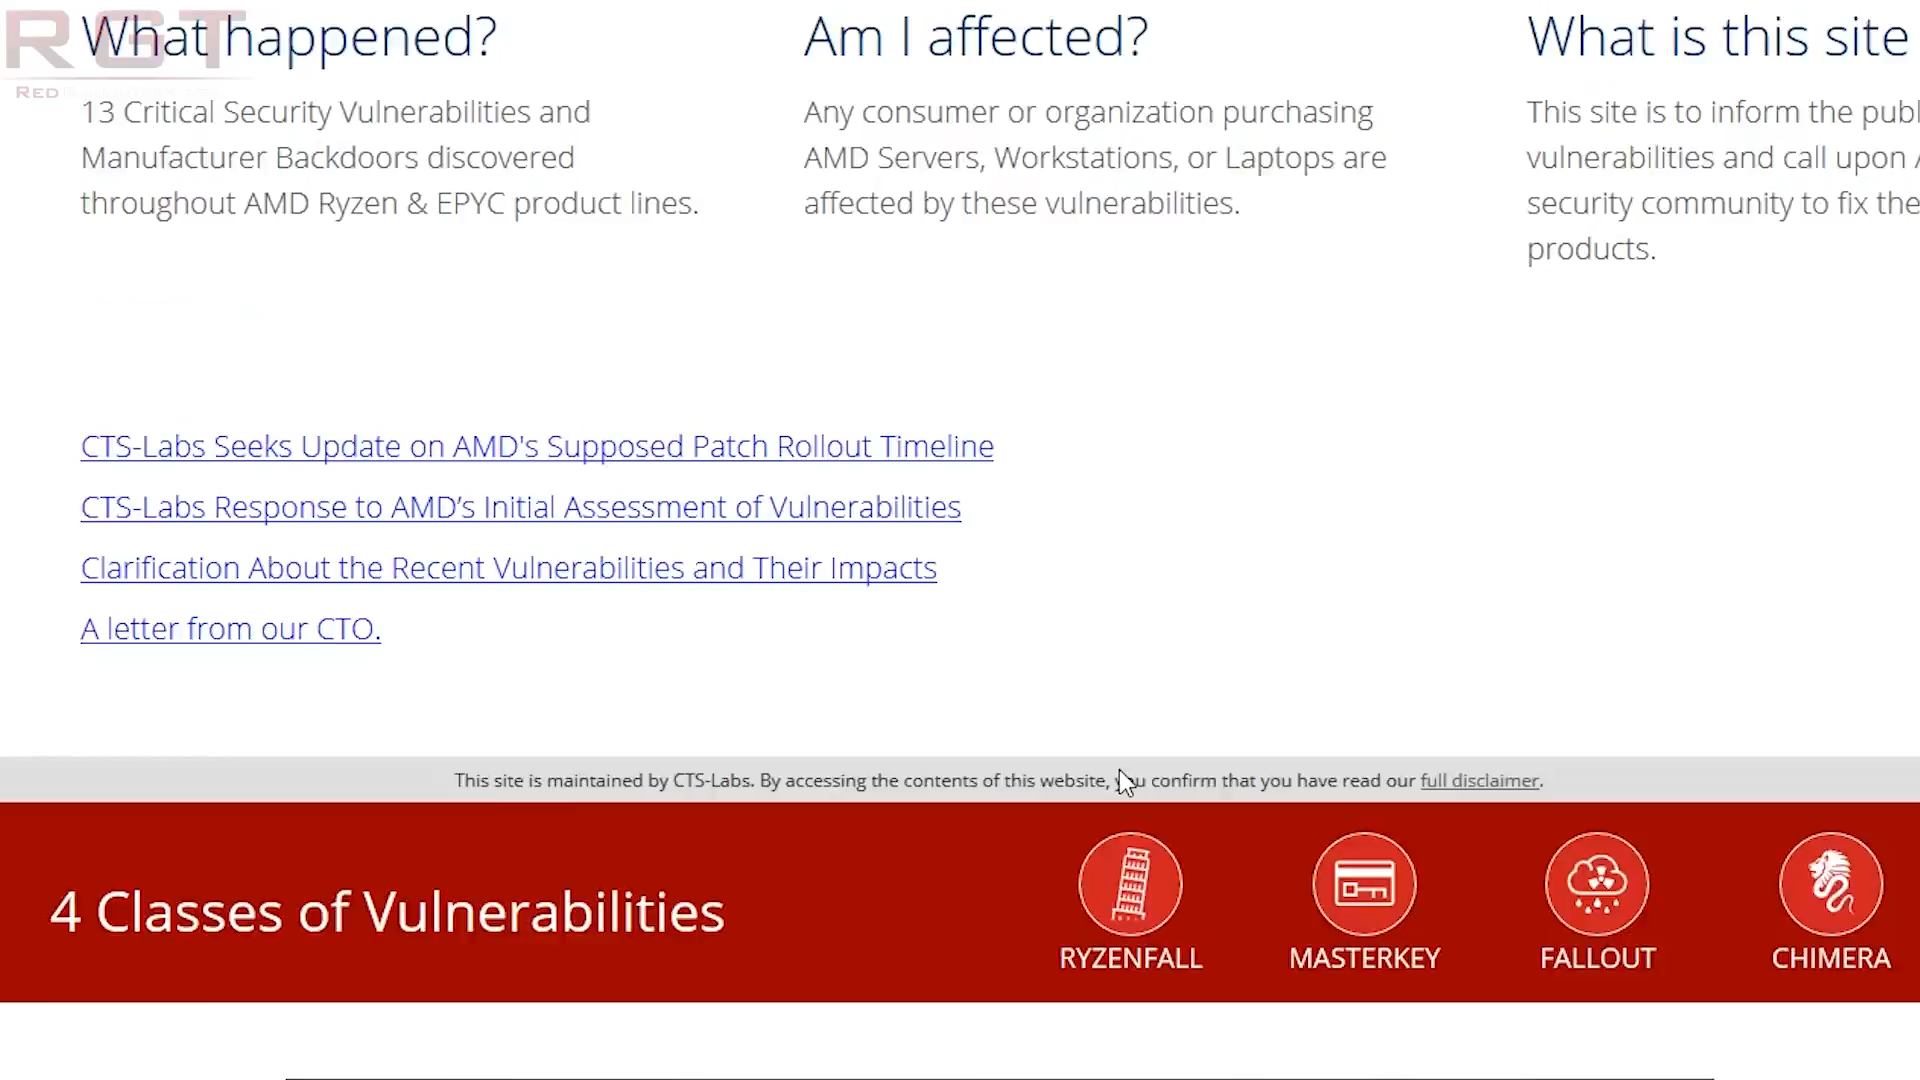 RGT
RED
What happened?
13 Critical Security Vulnerabilities and
Manufacturer Backdoors discovered
throughout AMD Ryzen & EPYC product lines.
Am I affected?
Any consumer or organization purchasing
AMD Servers, Workstations, or Laptops are
affected by these vulnerabilities.
What is this site
This site is to inform the publ
vulnerabilities and call upon A
security community to fix the
products.
CTS-Labs Seeks Update on AMD's Supposed Patch Rollout Timeline
CTS-Labs Response to AMD’s Initial Assessment of Vulnerabilities
Clarification About the Recent Vulnerabilities and Their Impacts
A letter from our CTO.
This site is maintained by CTS-Labs. By accessing the contents of this website, you confirm that you have read our full disclaimer.
4 Classes of Vulnerabilities
RYZENFALL
MASTERKEY
FALLOUT
CHIMERA